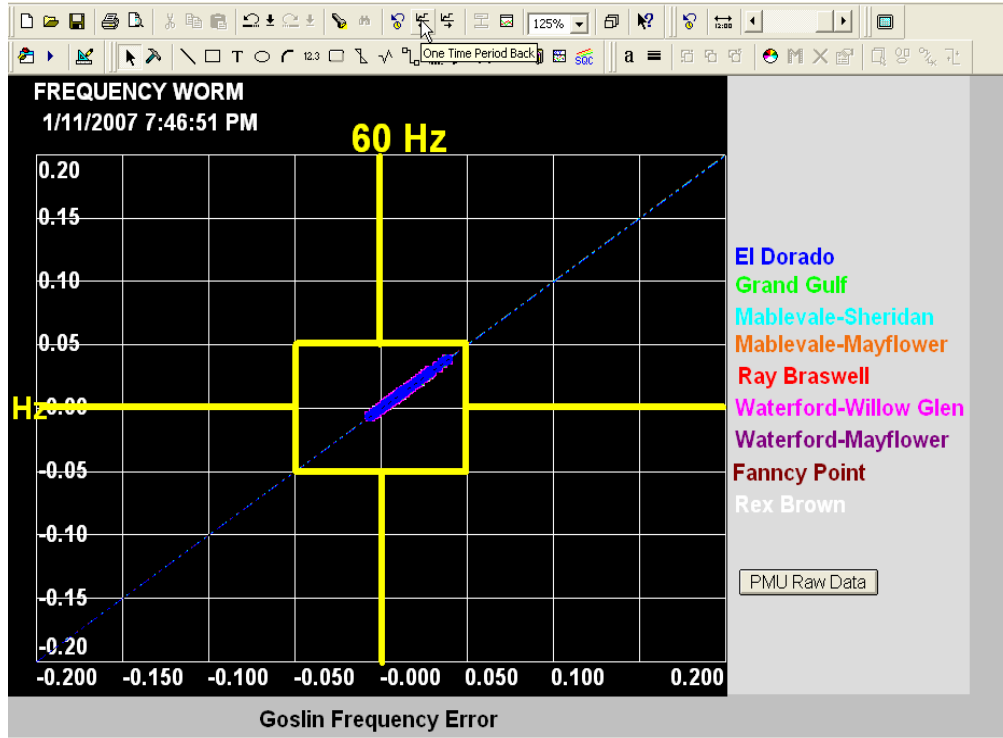 125%
12:00
T
12.3
One Time Period Back
SQC
a
FREQUENCY WORM
1/11/2007 7:46:51 PM
60 Hz
0.20
0.15
0.10
0.05
Hz 0.00
-0.05
-0.10
-0.15
-0.20
-0.200 -0.150 -0.100 -0.050 -0.000 0.050 0.100 0.200
Goslin Frequency Error
El Dorado
Grand Gulf
Mablevale-Sheridan
Mablevale-Mayflower
Ray Braswell
Waterford-Willow Glen
Waterford-Mayflower
Fanncy Point
Rex Brown
PMU Raw Data